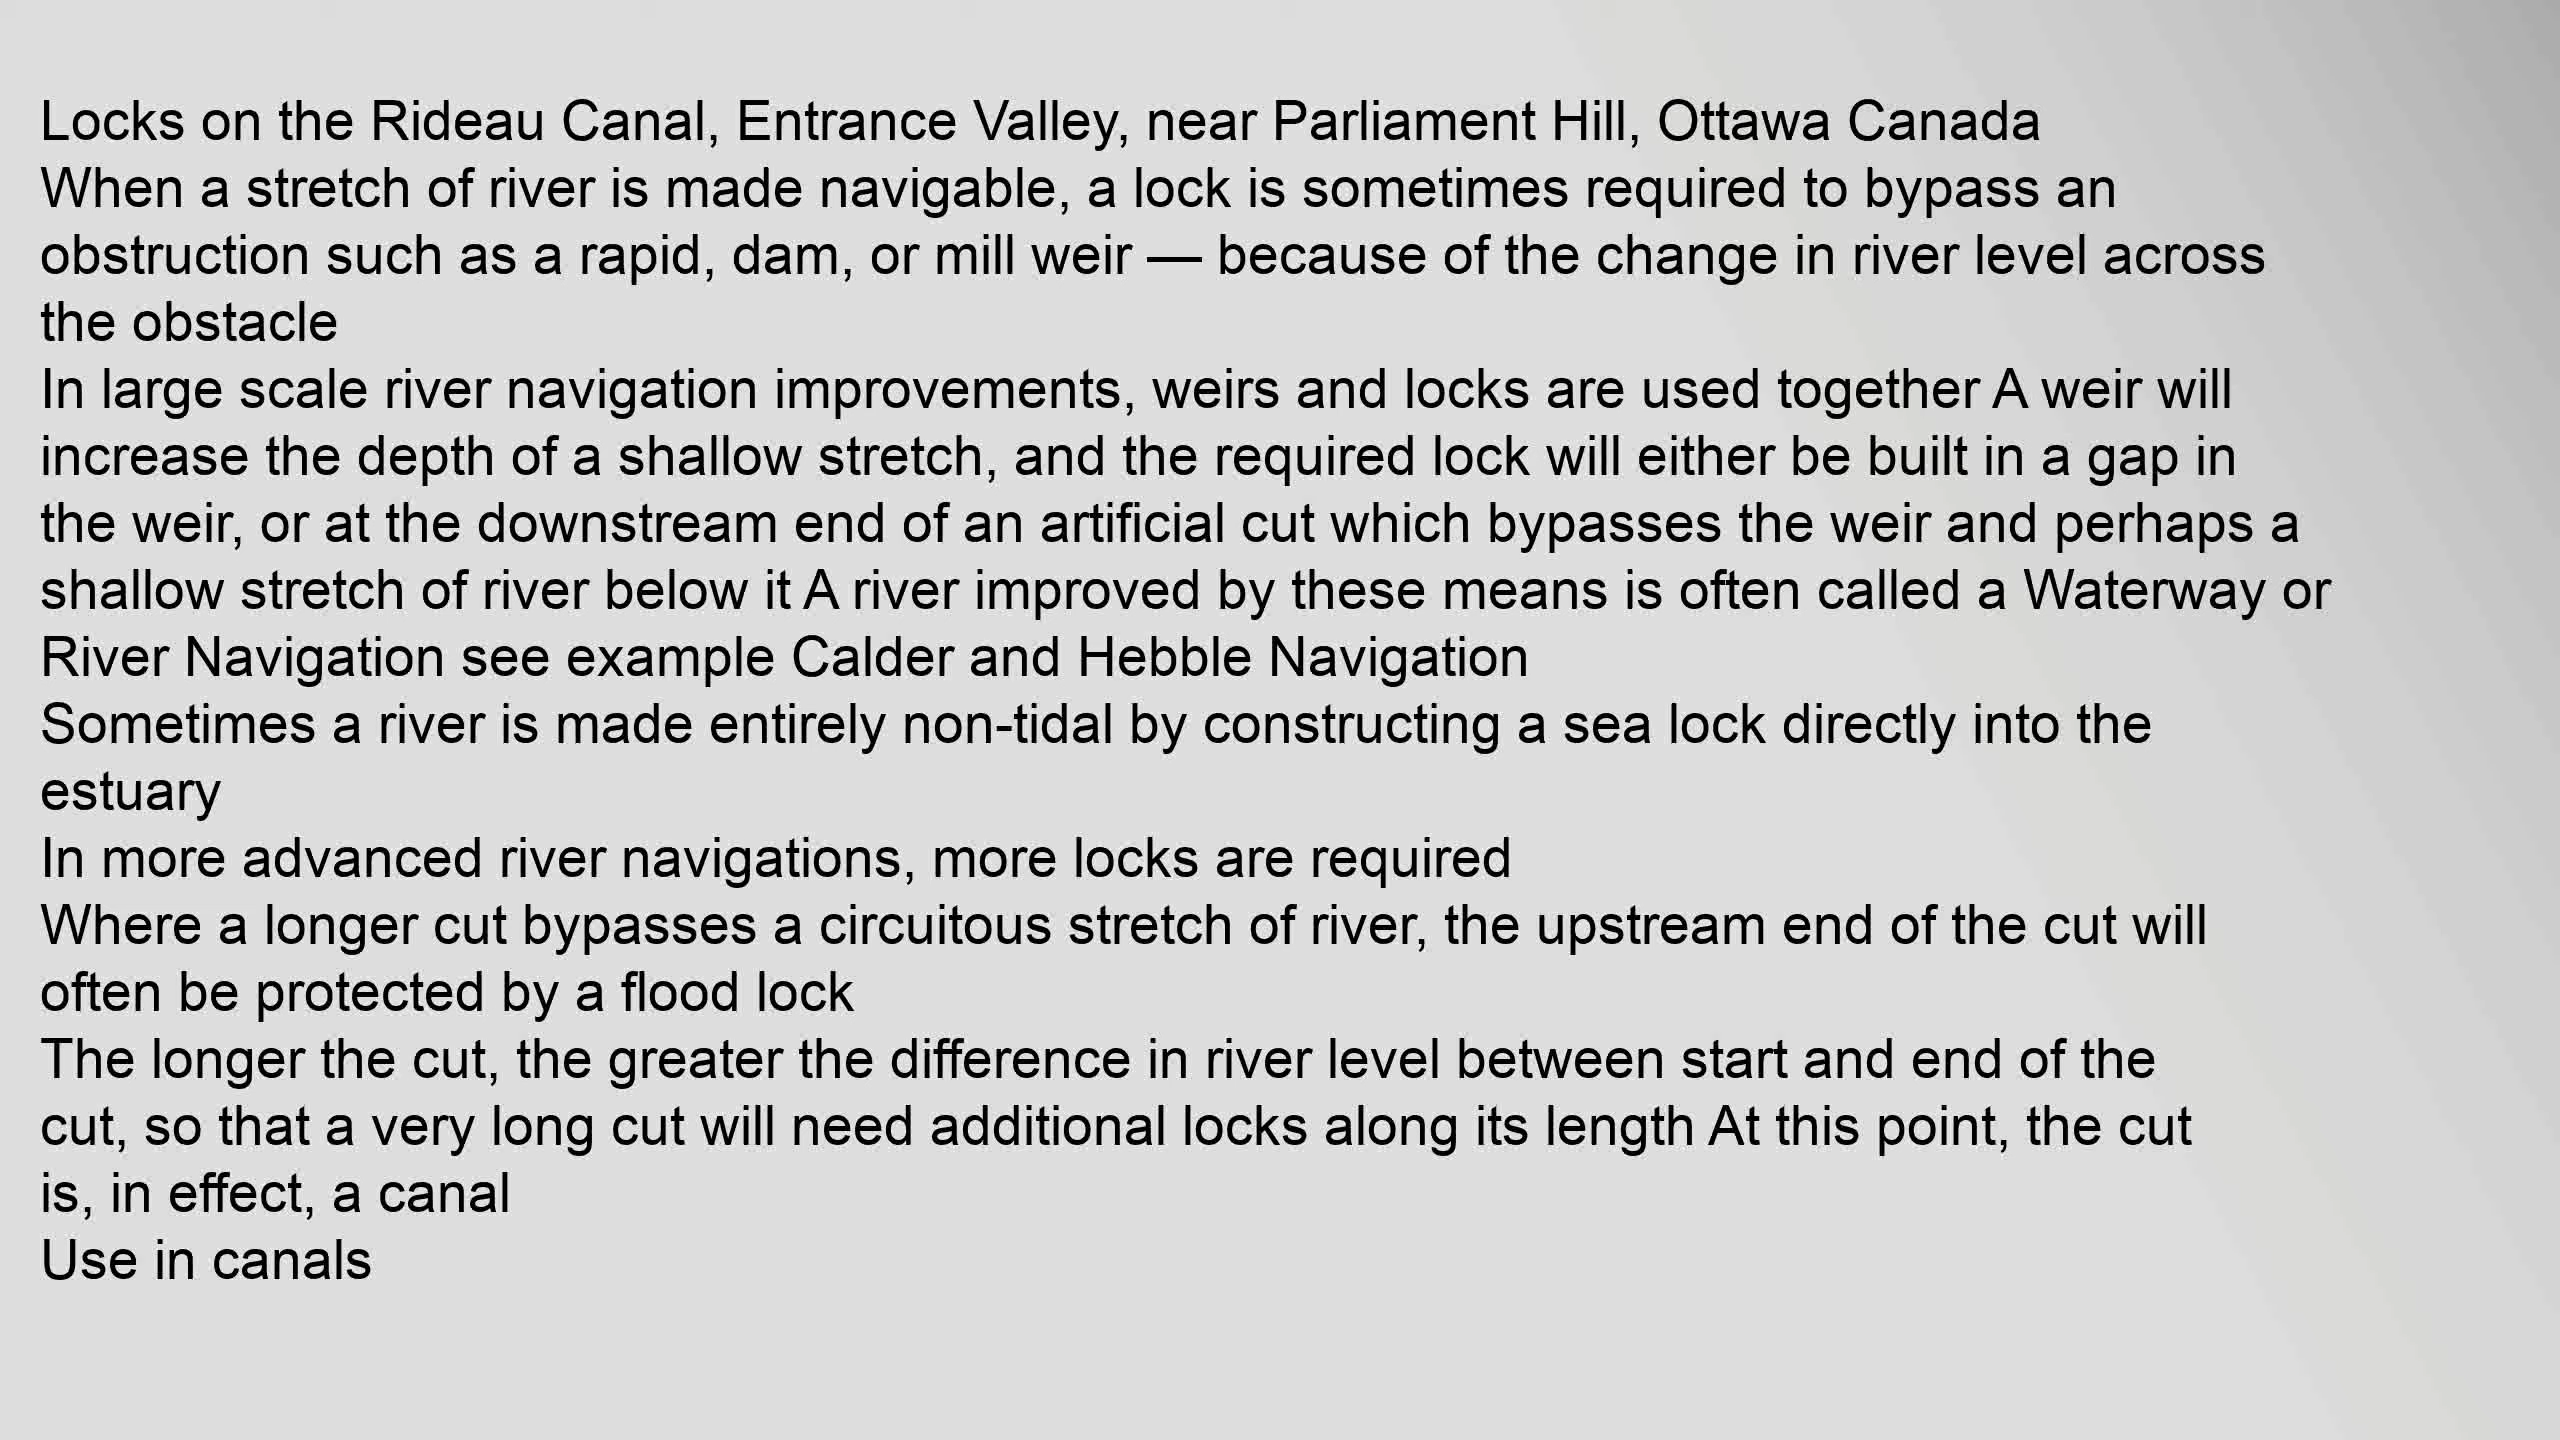 Locks on the Rideau Canal, Entrance Valley, near Parliament Hill, Ottawa Canada
When a stretch of river is made navigable, a lock is sometimes required to bypass an
obstruction such as a rapid, dam, or mill weir — because of the change in river level across
the obstacle
In large scale river navigation improvements, weirs and locks are used together A weir will
increase the depth of a shallow stretch, and the required lock will either be built in a gap in
the weir, or at the downstream end of an artificial cut which bypasses the weir and perhaps a
shallow stretch of river below it A river improved by these means is often called a Waterway or
River Navigation see example Calder and Hebble Navigation
Sometimes a river is made entirely non-tidal by constructing a sea lock directly into the
estuary
In more advanced river navigations, more locks are required
Where a longer cut bypasses a circuitous stretch of river, the upstream end of the cut will
often be protected by a flood lock
The longer the cut, the greater the difference in river level between start and end of the
cut, so that a very long cut will need additional locks along its length At this point, the cut
is, in effect, a canal
Use in canals